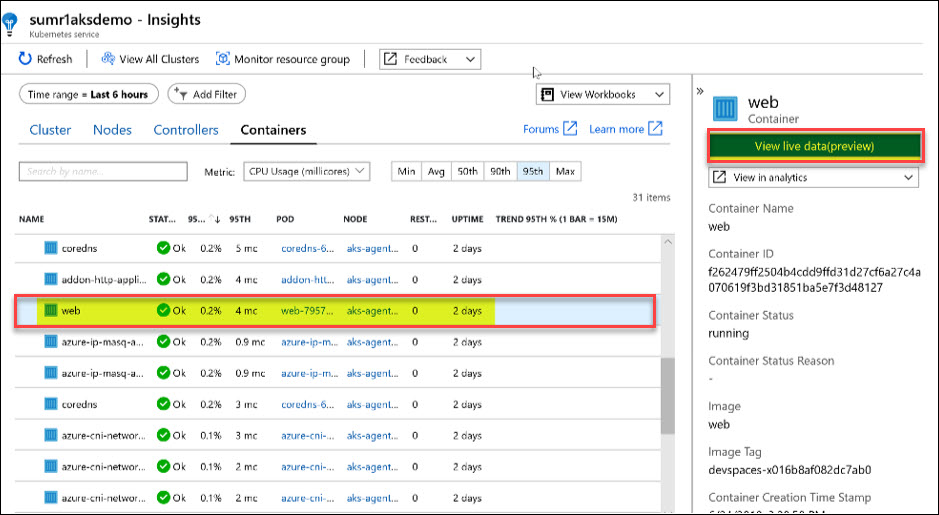 sumr1aksdemo - Insights
Kubernetes service
Refresh View All Clusters Monitor resource group Feedback
Time range = Last 6 hours Add Filter View Workbooks
Cluster Nodes Controllers Containers Forums Learn more
Search by name... Metric: CPU Usage (millicores) Min Avg 50th 90th 95th Max
31 items
NAME STAT... 95... 95TH POD NODE REST... UPTIME TREND 95TH % (1 BAR = 15M)
coredns Ok 0.2% 5 mc coredns-6... aks-agent... 0 2 days
addon-http-appli... Ok 0.2% 4 mc addon-htt... aks-agent... 0 2 days
web Ok 0.2% 4 mc web-7957... aks-agent... 0 2 days
azure-ip-masq-a... Ok 0.2% 0.9 mc azure-ip-m... aks-agent... 0 2 days
azure-ip-masq-a... Ok 0.2% 0.9 mc azure-ip-m... aks-agent... 0 2 days
coredns Ok 0.2% 3 mc coredns-6... aks-agent... 0 2 days
azure-cni-networ... Ok 0.1% 3 mc azure-cni-... aks-agent... 0 2 days
azure-cni-networ... Ok 0.1% 2 mc azure-cni-... aks-agent... 0 2 days
azure-cni-networ... Ok 0.1% 2 mc azure-cni-... aks-agent... 0 2 days
»
web
Container
View live data(preview)
View in analytics
Container Name
web
Container ID
f262479ff2504b4cdd9ffd31d27cf6a27c4a
070619f3bd31851ba5e7f3d48127
Container Status
running
Container Status Reason
-
Image
web
Image Tag
devspaces-x016b8af082dc7ab0
Container Creation Time Stamp